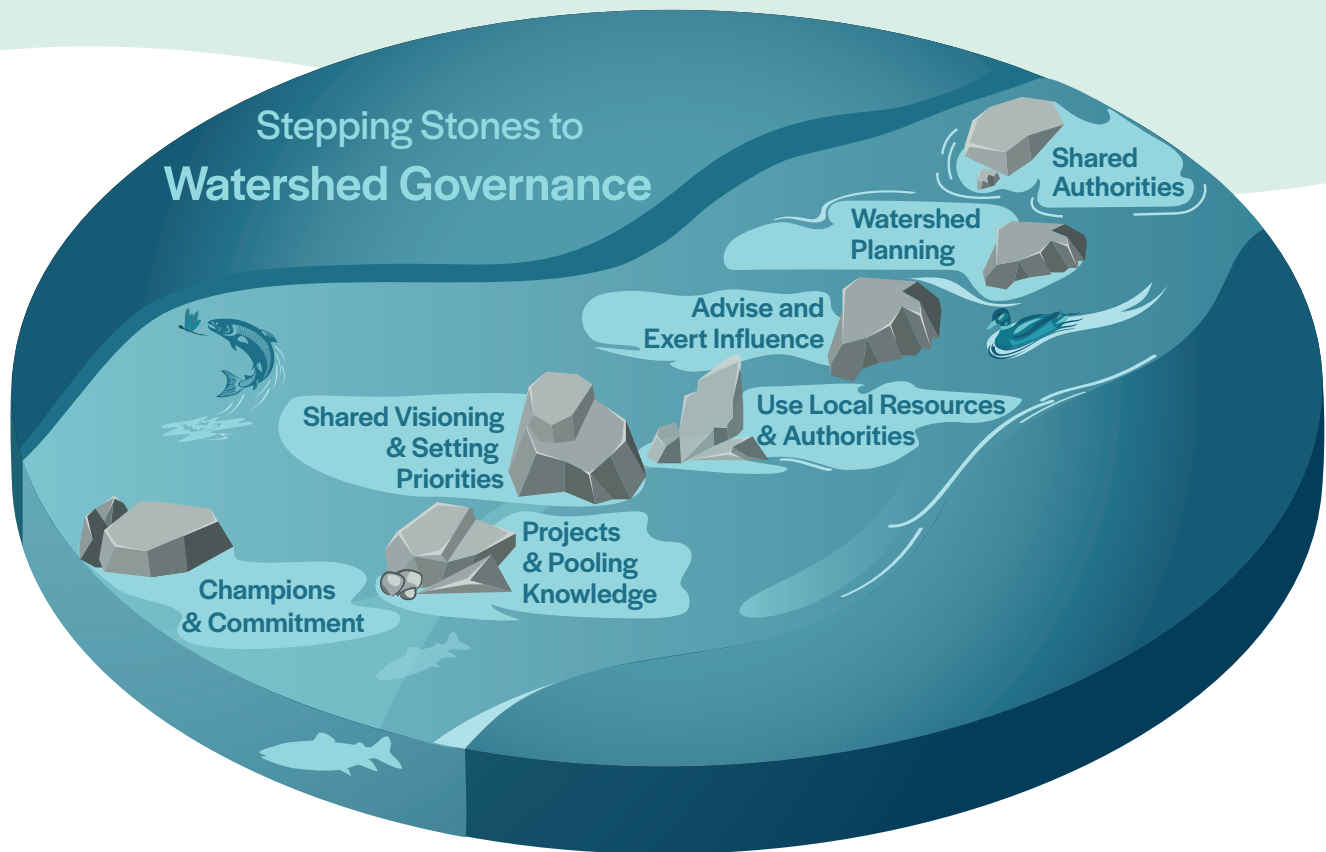 Stepping Stones to
Watershed Governance
Shared
Authorities
Watershed
Planning
Advise and
Exert Influence
Use Local Resources
& Authorities
Shared Visioning
& Setting
Priorities
Projects
& Pooling
Knowledge
Champions
& Commitment